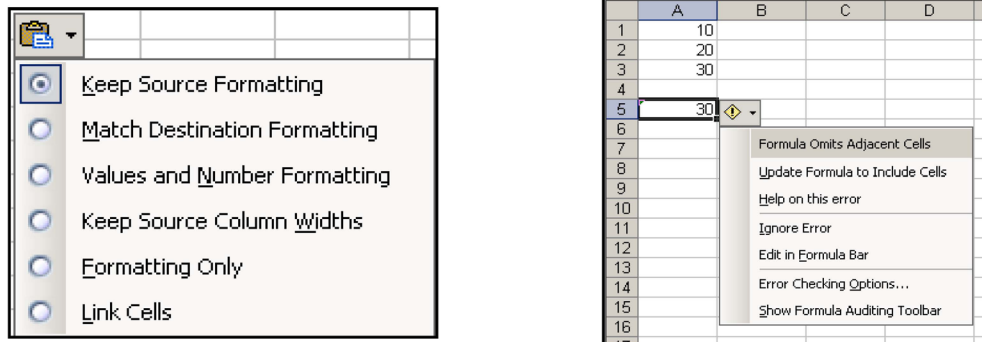 Keep Source Formatting
Match Destination Formatting
Values and Number Formatting
Keep Source Column Widths
Formatting Only
Link Cells
A B C D
1 10
2 20
3 30
4
5 30
6
7
8
9
10
11
12
13
14
15
16
Formula Omits Adjacent Cells
Update Formula to Include Cells
Help on this error
Ignore Error
Edit in Formula Bar
Error Checking Options...
Show Formula Auditing Toolbar